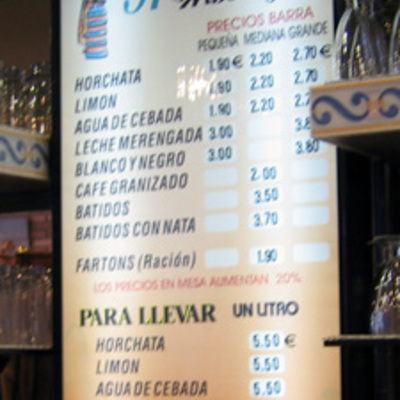 PRECIOS BARRA
PEQUEÑA MEDIANA GRANDE
HORCHATA 1.90 € 2.20 2.70 €
LIMON 1.90 2.20 2.70
AGUA DE CEBADA 1.90 2.20
LECHE MERENGADA 3.00
BLANCO Y NEGRO 3.00 3.80
CAFE GRANIZADO 2.00
BATIDOS 3.50
BATIDOS CON NATA 3.70
FARTONS (Ración) 1.90
LOS PRECIOS EN MESA AUMENTAN 20%
PARA LLEVAR UN LITRO
HORCHATA 5.50 €
LIMON 5.50
AGUA DE CEBADA 5.50